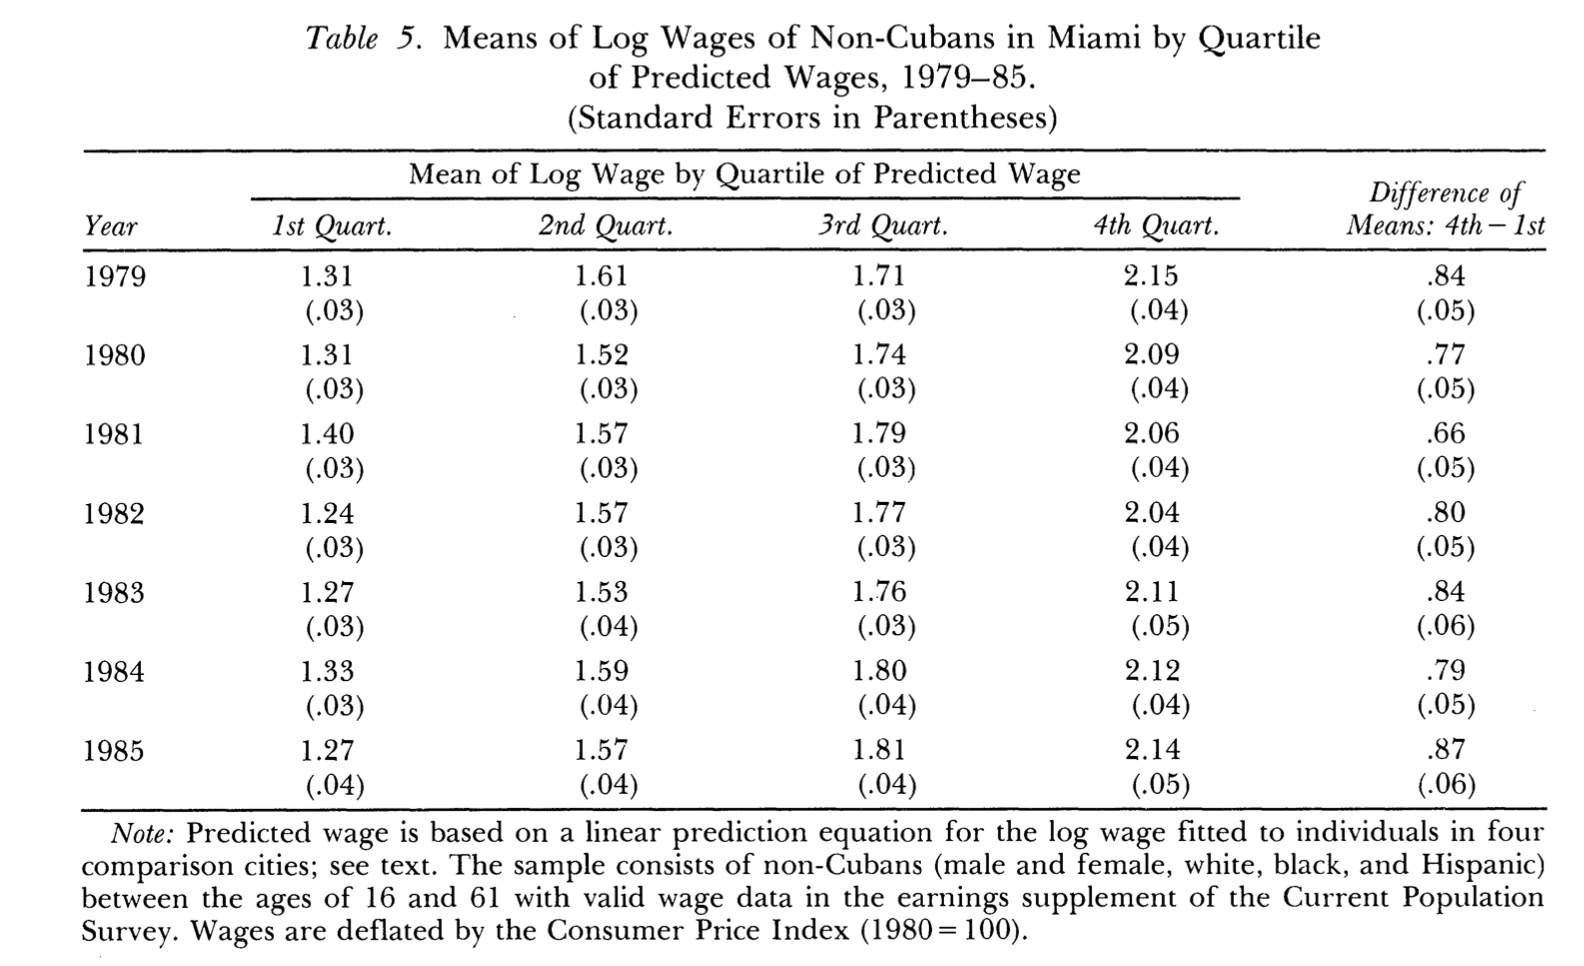 Table 5. Means of Log Wages of Non-Cubans in Miami by Quartile
of Predicted Wages, 1979–85.
(Standard Errors in Parentheses)
Mean of Log Wage by Quartile of Predicted Wage
Difference of
Year 1st Quart. 2nd Quart. 3rd Quart. 4th Quart. Means: 4th – 1st
1979 1.31 1.61 1.71 2.15 .84
(.03) (.03) (.03) (.04) (.05)
1980 1.31 1.52 1.74 2.09 .77
(.03) (.03) (.03) (.04) (.05)
1981 1.40 1.57 1.79 2.06 .66
(.03) (.03) (.03) (.04) (.05)
1982 1.24 1.57 1.77 2.04 .80
(.03) (.03) (.03) (.04) (.05)
1983 1.27 1.53 1.76 2.11 .84
(.03) (.04) (.03) (.05) (.06)
1984 1.33 1.59 1.80 2.12 .79
(.03) (.04) (.04) (.04) (.05)
1985 1.27 1.57 1.81 2.14 .87
(.04) (.04) (.04) (.05) (.06)
Note: Predicted wage is based on a linear prediction equation for the log wage fitted to individuals in four
comparison cities; see text. The sample consists of non-Cubans (male and female, white, black, and Hispanic)
between the ages of 16 and 61 with valid wage data in the earnings supplement of the Current Population
Survey. Wages are deflated by the Consumer Price Index (1980 = 100).